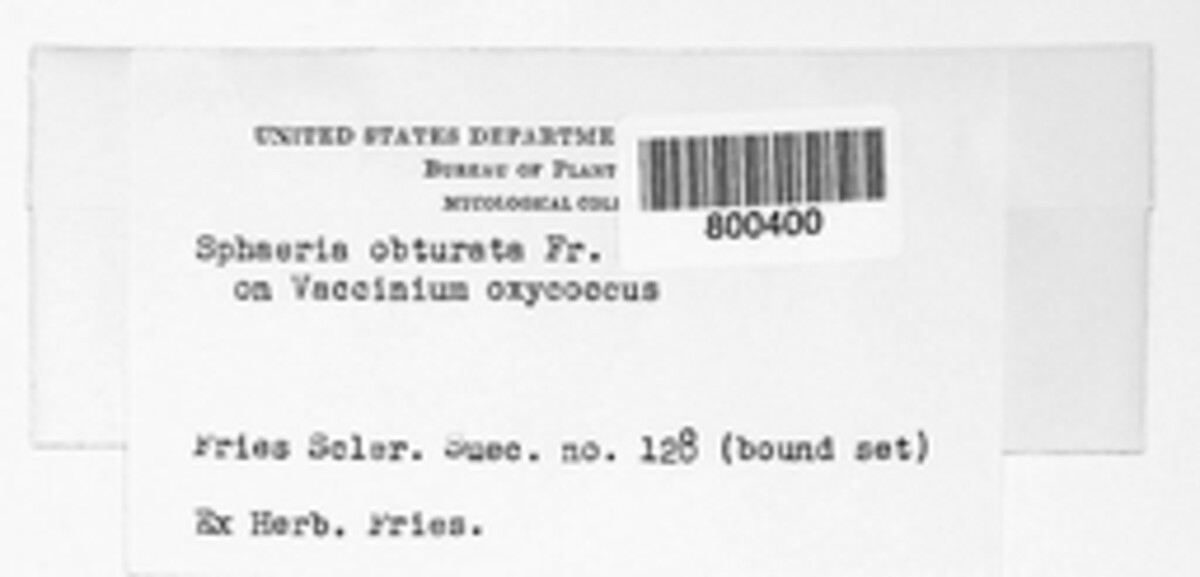 UNITED STATES DEPARTME
BUREAU OF PLANT
MYCOLOGICAL COLL
800400
Sphaeria obturata Fr.
on Vaccinium oxycoccus
Fries Scler. Suec. no. 128 (bound set)
Ex Herb. Fries.